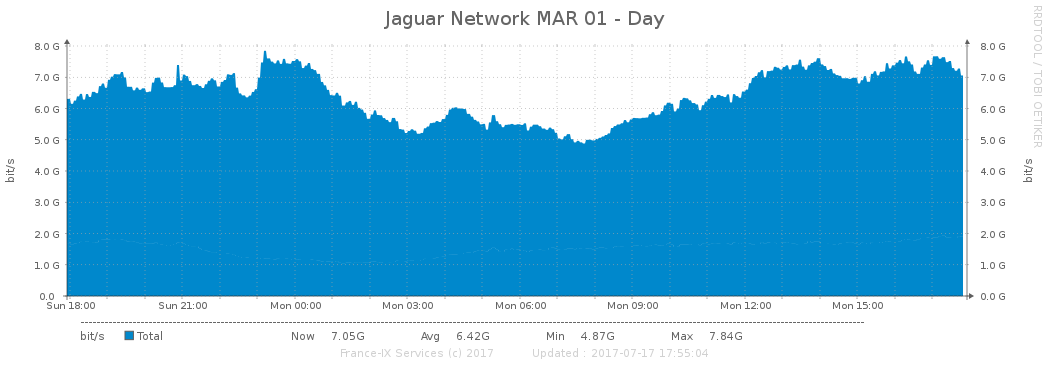 Jaguar Network MAR 01 - Day
RRDTOOL / TOBI OETIKER
bit/s
8.0 G 8.0 G
7.0 G 7.0 G
6.0 G 6.0 G
5.0 G 5.0 G
4.0 G 4.0 G
3.0 G 3.0 G
2.0 G 2.0 G
1.0 G 1.0 G
0.0 0.0 G
bit/s
Sun 18:00 Sun 21:00 Mon 00:00 Mon 03:00 Mon 06:00 Mon 09:00 Mon 12:00 Mon 15:00
bit/s Total Now 7.05G Avg 6.42G Min 4.87G Max 7.84G
France-IX Services (c) 2017 Updated : 2017-07-17 17:55:04